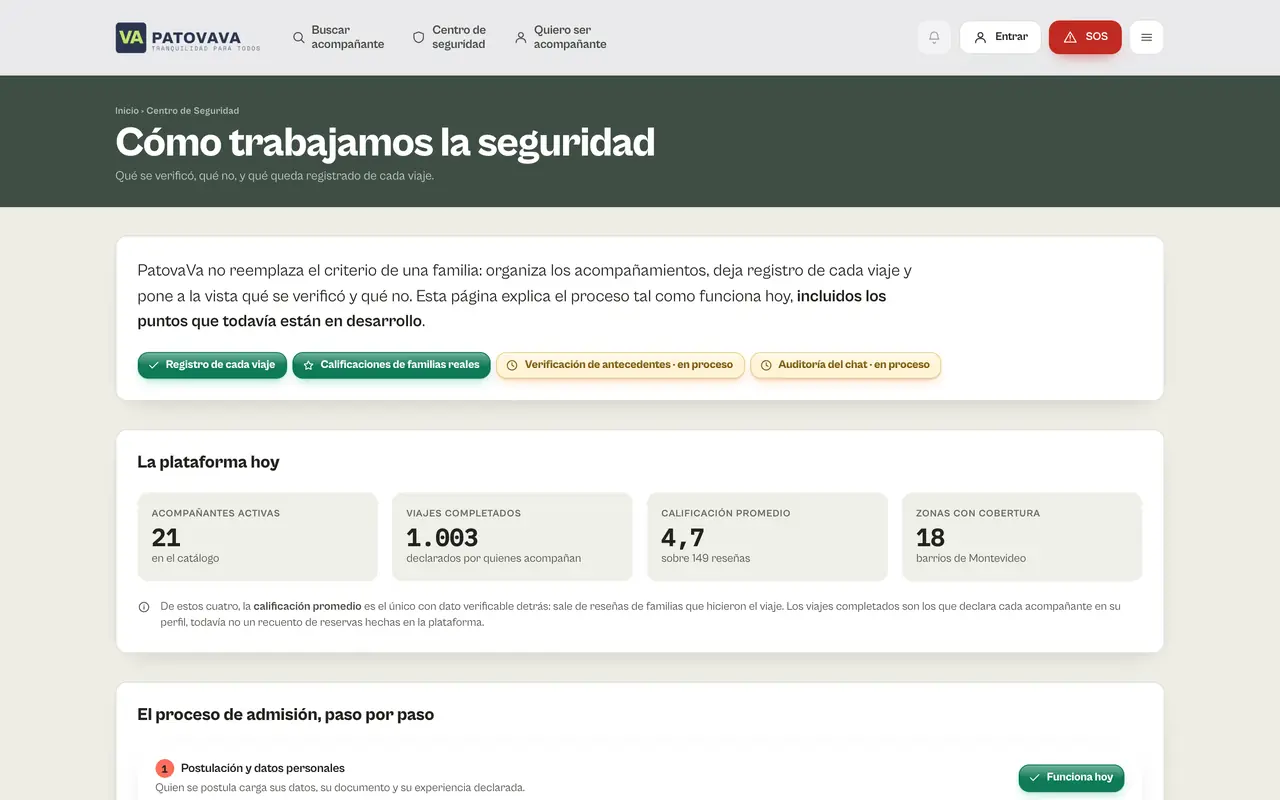 VA PATOVAVA
TRANQUILIDAD PARA TODOS
Buscar
acompañante
Centro de
seguridad
Quiero ser
acompañante
Entrar
SOS
Inicio › Centro de Seguridad
Cómo trabajamos la seguridad
Qué se verificó, qué no, y qué queda registrado de cada viaje.
PatovaVa no reemplaza el criterio de una familia: organiza los acompañamientos, deja registro de cada viaje y
pone a la vista qué se verificó y qué no. Esta página explica el proceso tal como funciona hoy, incluidos los
puntos que todavía están en desarrollo.
Registro de cada viaje
Calificaciones de familias reales
Verificación de antecedentes · en proceso
Auditoría del chat · en proceso
La plataforma hoy
ACOMPAÑANTES ACTIVAS
21
en el catálogo
VIAJES COMPLETADOS
1.003
declarados por quienes acompañan
CALIFICACIÓN PROMEDIO
4,7
sobre 149 reseñas
ZONAS CON COBERTURA
18
barrios de Montevideo
De estos cuatro, la calificación promedio es el único con dato verificable detrás: sale de reseñas de familias que hicieron el viaje. Los viajes completados son los que declara cada acompañante en su
perfil, todavía no un recuento de reservas hechas en la plataforma.
El proceso de admisión, paso por paso
1 Postulación y datos personales
Quien se postula carga sus datos, su documento y su experiencia declarada.
Funciona hoy